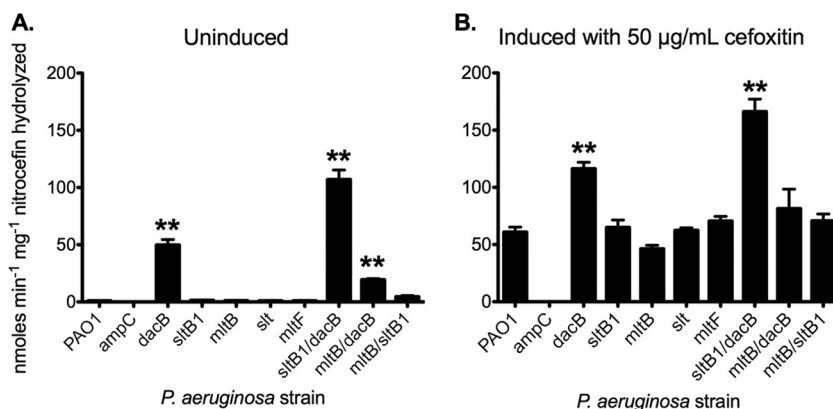 A.
Uninduced
nmoles min⁻¹ mg⁻¹ nitrocefin hydrolyzed
200
150
100
50
0
**
**
**
PAO1
ampC
dacB
sltB1
mltB
slt
mltF
sltB1/dacB
mltB/dacB
mltB/sltB1
P. aeruginosa strain
B.
Induced with 50 µg/mL cefoxitin
200
150
100
50
0
**
**
PAO1
ampC
dacB
sltB1
mltB
slt
mltF
sltB1/dacB
mltB/dacB
mltB/sltB1
P. aeruginosa strain